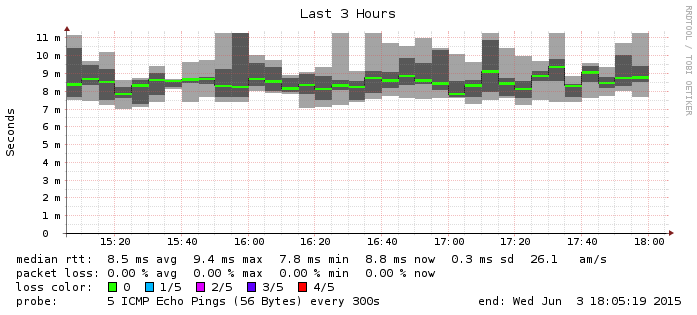 Last 3 Hours
RRDTOOL / TOBI OETIKER
Seconds
11 m
10 m
9 m
8 m
7 m
6 m
5 m
4 m
3 m
2 m
1 m
0
15:20 15:40 16:00 16:20 16:40 17:00 17:20 17:40 18:00
median rtt: 8.5 ms avg 9.4 ms max 7.8 ms min 8.8 ms now 0.3 ms sd 26.1 am/s
packet loss: 0.00 % avg 0.00 % max 0.00 % min 0.00 % now
loss color: 0 1/5 2/5 3/5 4/5
probe: 5 ICMP Echo Pings (56 Bytes) every 300s end: Wed Jun 3 18:05:19 2015